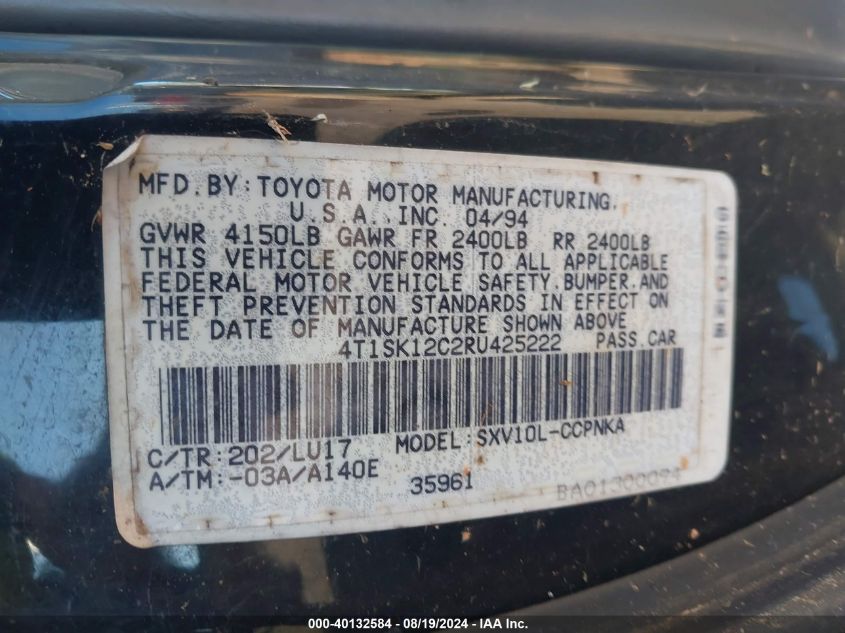 MFD.BY:TOYOTA MOTOR MANUFACTURING,
U.S.A. INC. 04/94
GVWR 4150LB GAWR FR 2400LB RR 2400LB
THIS VEHICLE CONFORMS TO ALL APPLICABLE
FEDERAL MOTOR VEHICLE SAFETY.BUMPER.AND
THEFT PREVENTION STANDARDS IN EFFECT ON
THE DATE OF MANUFACTURE SHOWN ABOVE
4T1SK12C2RU425222 PASS.CAR
C/TR:202/LU17 MODEL:SXV10L-CCPNKA
A/TM:-03A/A140E 35961 BA01300094
000-40132584 - 08/19/2024 - IAA Inc.